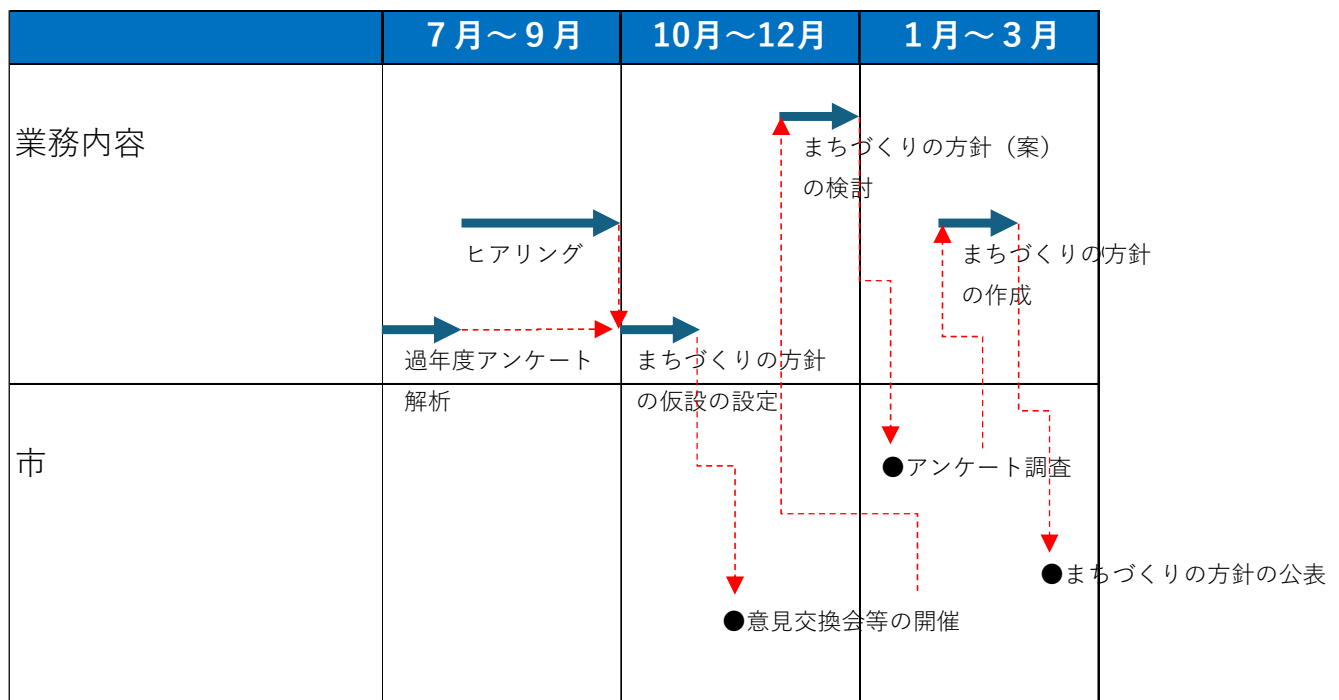 ７月～９月
10月～12月
１月～３月
業務内容
まちづくりの方針（案）
の検討
ヒアリング
まちづくりの方針
の作成
過年度アンケート
解析
まちづくりの方針
の仮設の設定
市
●アンケート調査
●まちづくりの方針の公表
●意見交換会等の開催